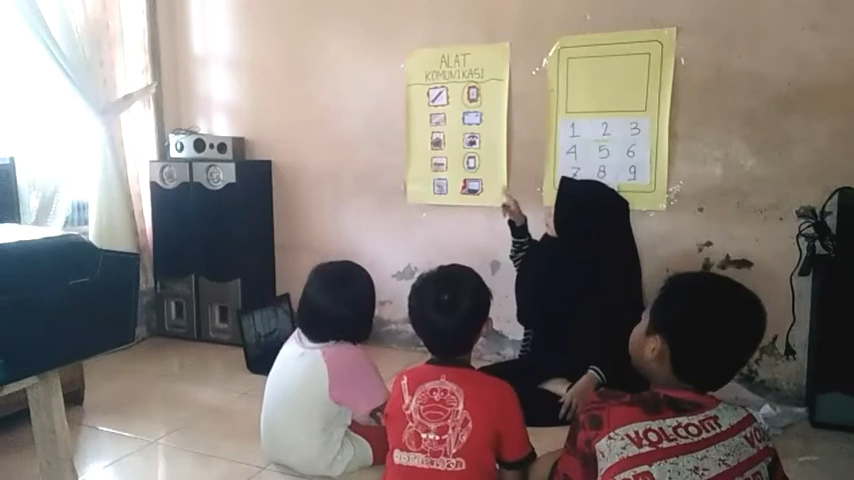 ALAT
KOMUNIKASI
1 2 3
4 5 6
7 8 9
DORAEMON
VOLCOM